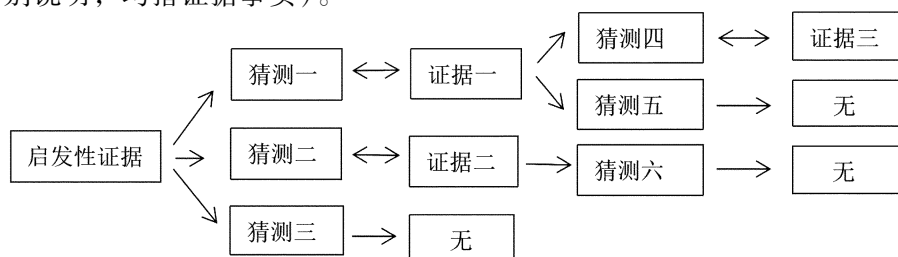 别说明，均指证据事实）。
猜测四 证据三
猜测一 证据一
猜测五 无
启发性证据 猜测二 证据二
猜测六 无
猜测三 无